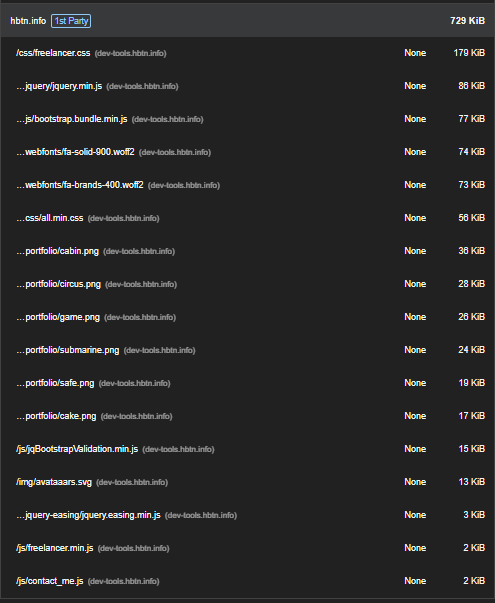 hbtn.info 1st Party 729 KiB
/css/freelancer.css (dev-tools.hbtn.info) None 179 KiB
…jquery/jquery.min.js (dev-tools.hbtn.info) None 86 KiB
…js/bootstrap.bundle.min.js (dev-tools.hbtn.info) None 77 KiB
…webfonts/fa-solid-900.woff2 (dev-tools.hbtn.info) None 74 KiB
…webfonts/fa-brands-400.woff2 (dev-tools.hbtn.info) None 73 KiB
…css/all.min.css (dev-tools.hbtn.info) None 56 KiB
…portfolio/cabin.png (dev-tools.hbtn.info) None 36 KiB
…portfolio/circus.png (dev-tools.hbtn.info) None 28 KiB
…portfolio/game.png (dev-tools.hbtn.info) None 26 KiB
…portfolio/submarine.png (dev-tools.hbtn.info) None 24 KiB
…portfolio/safe.png (dev-tools.hbtn.info) None 19 KiB
…portfolio/cake.png (dev-tools.hbtn.info) None 17 KiB
/js/jqBootstrapValidation.min.js (dev-tools.hbtn.info) None 15 KiB
/img/avataaars.svg (dev-tools.hbtn.info) None 13 KiB
…jquery-easing/jquery.easing.min.js (dev-tools.hbtn.info) None 3 KiB
/js/freelancer.min.js (dev-tools.hbtn.info) None 2 KiB
/js/contact_me.js (dev-tools.hbtn.info) None 2 KiB